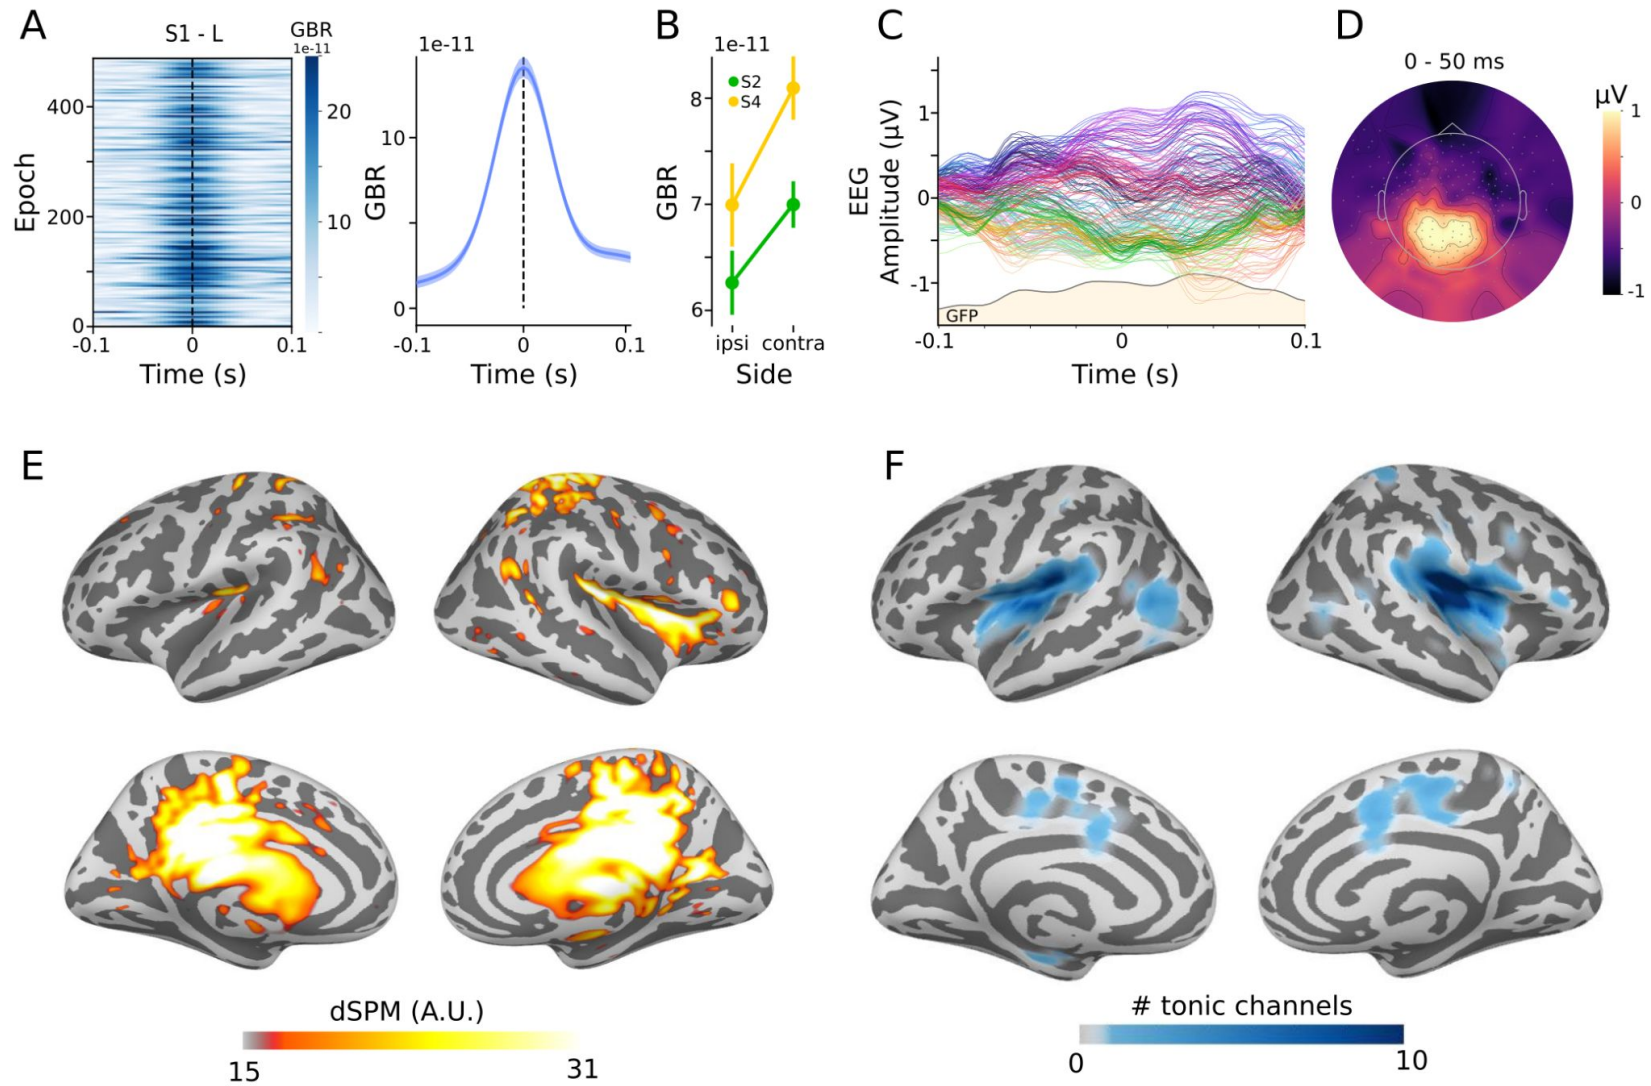 A
S1 - L
GBR
1e-11
20
10
Epoch
400
200
0
-0.1
0
0.1
Time (s)
1e-11
GBR
10
0
-0.1
0
0.1
Time (s)
B
1e-11
S2
S4
GBR
8
7
6
ipsi contra
Side
C
EEG
Amplitude (µV)
1
0
-1
GFP
-0.1
0
0.1
Time (s)
D
0 - 50 ms
µV
1
0
-1
E
dSPM (A.U.)
15
31
F
# tonic channels
0
10